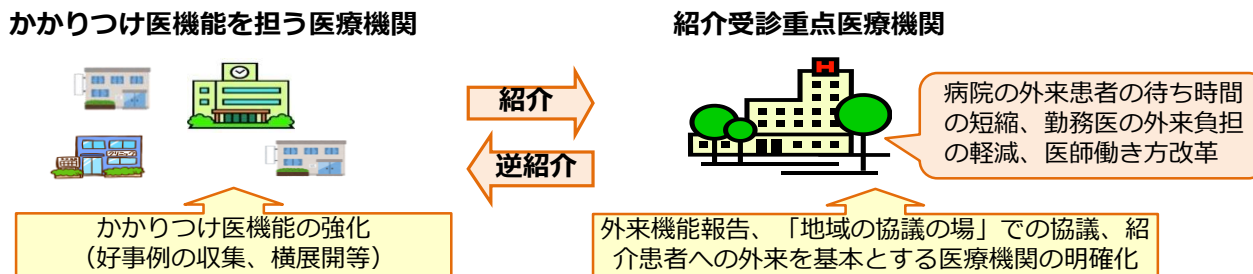 かかりつけ医機能を担う医療機関
紹介受診重点医療機関
紹介
逆紹介
H
病院の外来患者の待ち時間
の短縮、勤務医の外来負担
の軽減、医師働き方改革
かかりつけ医機能の強化
（好事例の収集、横展開等）
外来機能報告、「地域の協議の場」での協議、紹
介患者への外来を基本とする医療機関の明確化